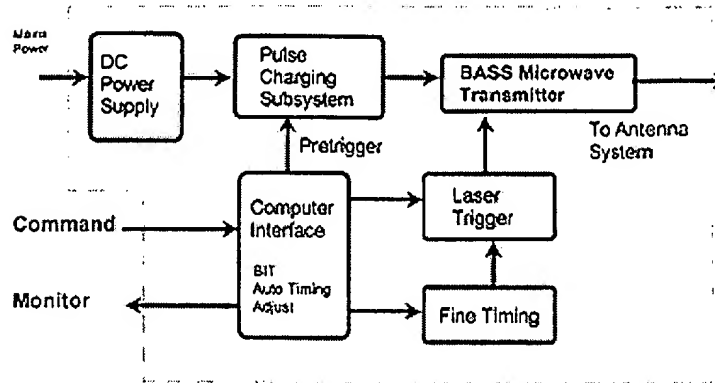 Mains
Power
DC
Power
Supply
Pulse
Charging
Subsystem
BASS Microwave
Transmitter
To Antenna
System
Pretrigger
Computer
Interface
BIT
Auto Timing
Adjust
Laser
Trigger
Command
Monitor
Fine Timing